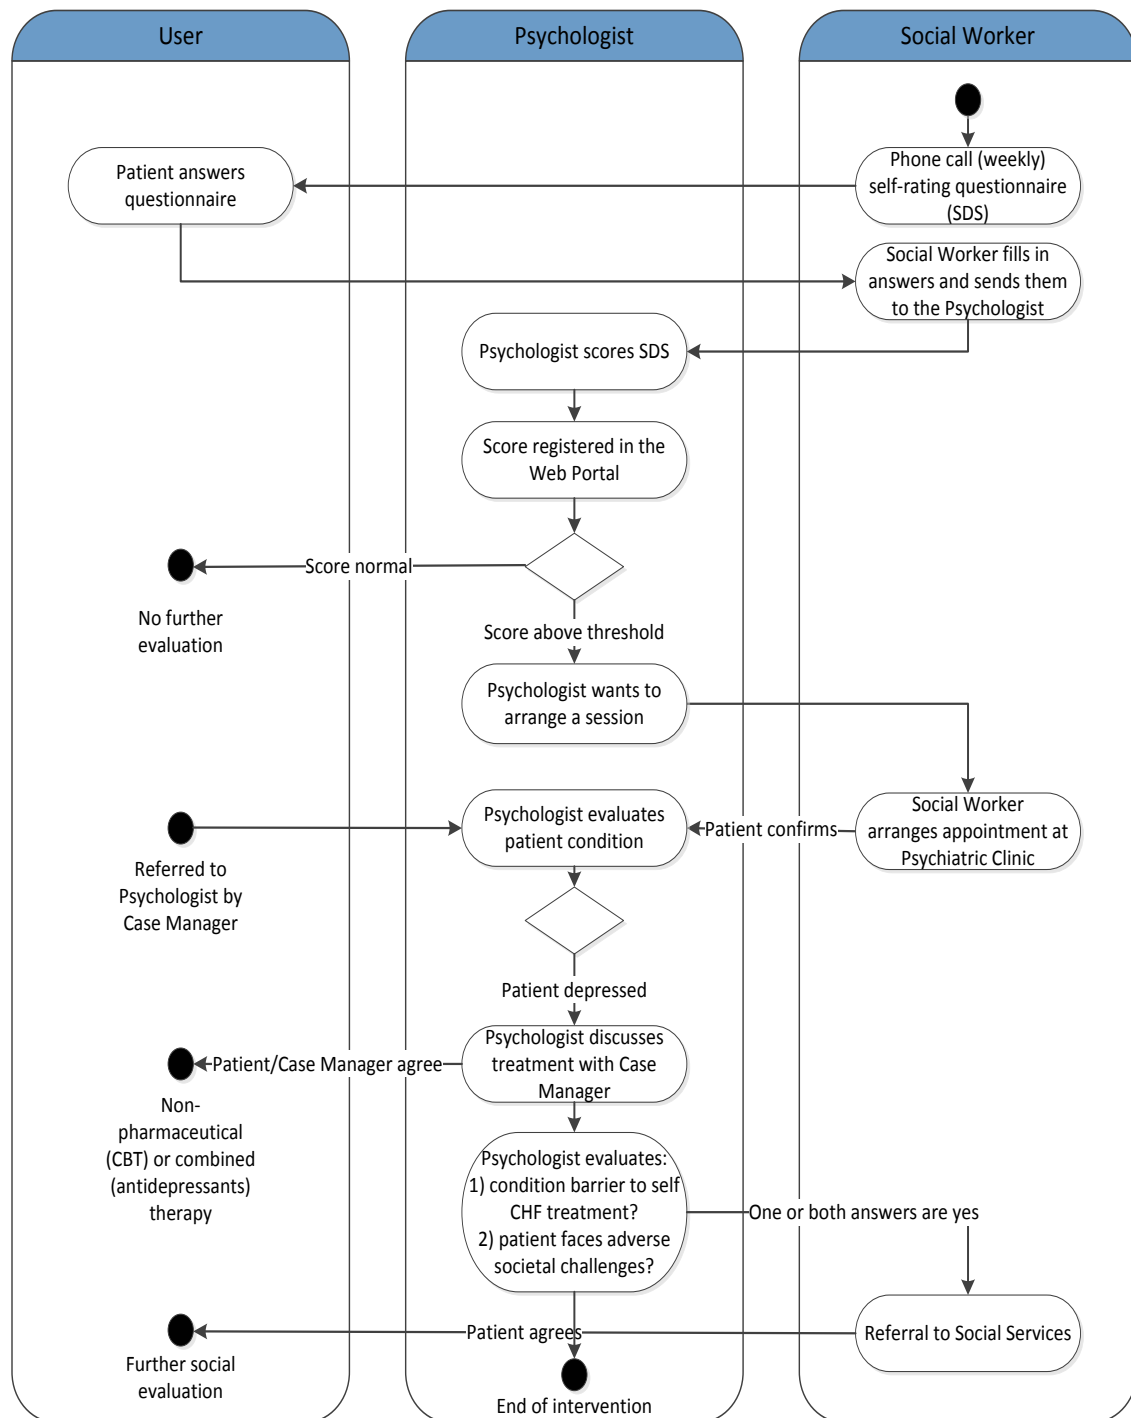 User
Psychologist
Social Worker
Phone call (weekly)
self-rating questionnaire
(SDS)
Patient answers
questionnaire
Social Worker fills in
answers and sends them
to the Psychologist
Psychologist scores SDS
Score registered in the
Web Portal
Score normal
No further
evaluation
Score above threshold
Psychologist wants to
arrange a session
Social Worker
arranges appointment at
Psychiatric Clinic
Patient confirms
Psychologist evaluates
patient condition
Referred to
Psychologist by
Case Manager
Patient depressed
Psychologist discusses
treatment with Case
Manager
Patient/Case Manager agree
Non-
pharmaceutical
(CBT) or combined
(antidepressants)
therapy
Psychologist evaluates:
1) condition barrier to self
CHF treatment?
2) patient faces adverse
societal challenges?
One or both answers are yes
Referral to Social Services
Patient agrees
Further social
evaluation
End of intervention